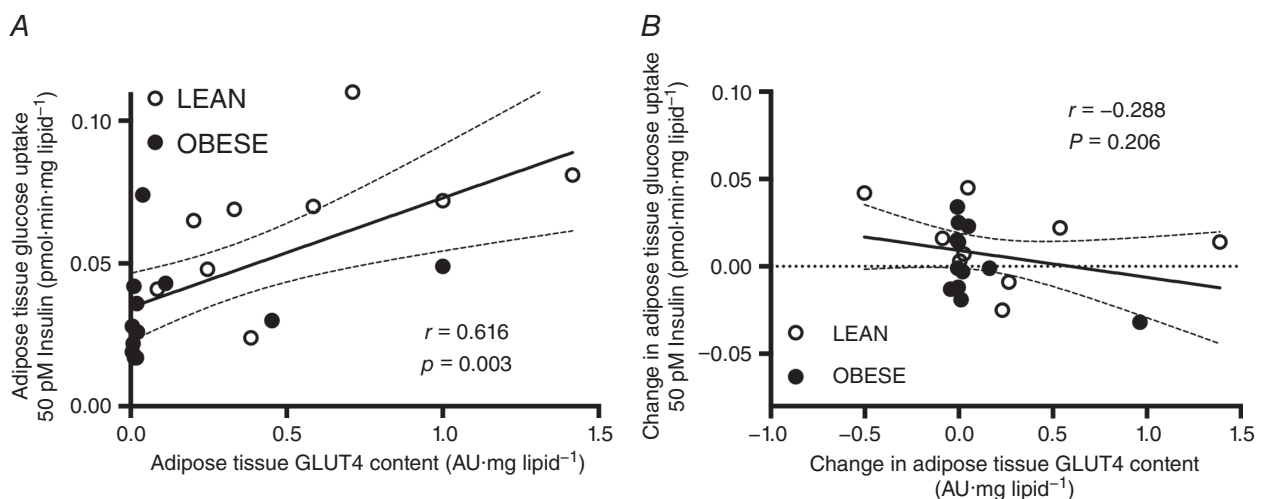 A
Adipose tissue glucose uptake
50 pM Insulin (pmol·min·mg lipid⁻¹)
0.10
0.05
0.00
LEAN
OBESE
r = 0.616
p = 0.003
0.0 0.5 1.0 1.5
Adipose tissue GLUT4 content (AU·mg lipid⁻¹)
B
Change in adipose tissue glucose uptake
50 pM Insulin (pmol·min·mg lipid⁻¹)
0.10
0.05
0.00
−0.05
r = −0.288
P = 0.206
LEAN
OBESE
−1.0 −0.5 0.0 0.5 1.0 1.5
Change in adipose tissue GLUT4 content
(AU·mg lipid⁻¹)